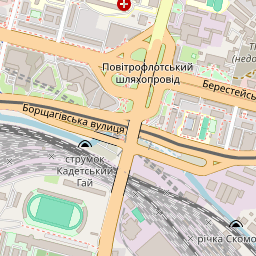 Повітрофлотський
шляхопровід
Берестейсь
Борщагівська вулиця
струмок
Кадетський
Гай
річка Скомо